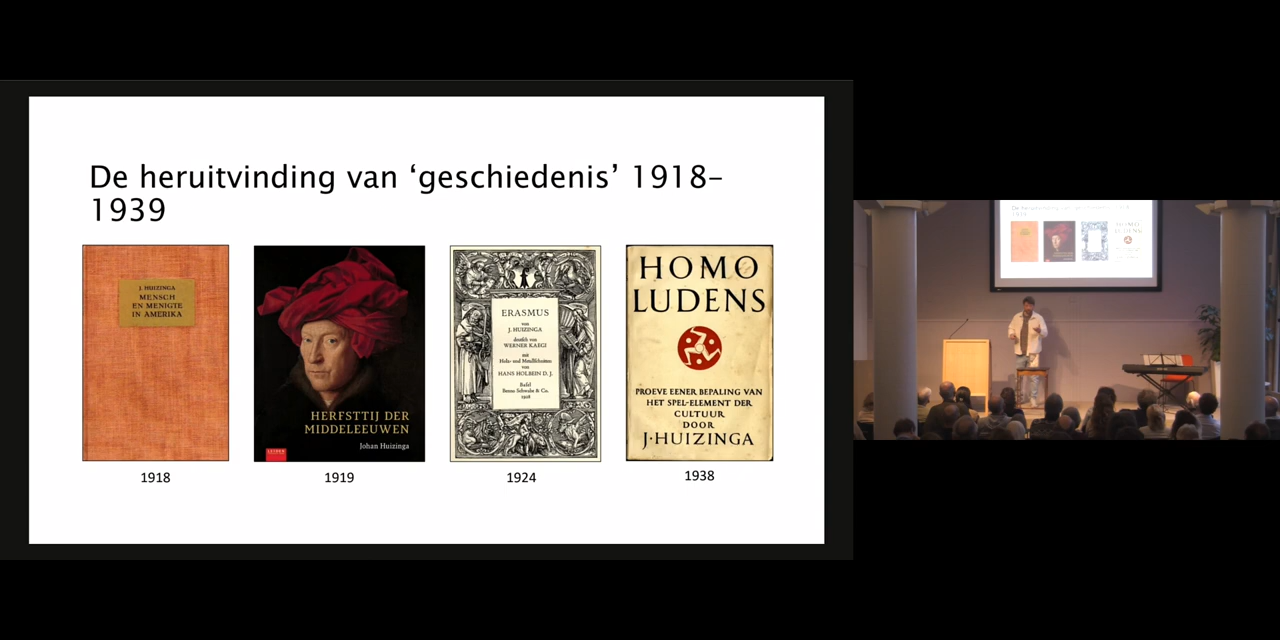 De heruitvinding van ‘geschiedenis’ 1918–
1939
J. HUIZINGA
MENSCH
EN MENIGTE
IN AMERIKA
1918
HERFSTTIJ DER
MIDDELEEUWEN
Johan Huizinga
1919
ERASMUS
von
J. HUIZINGA
deutsch von
WERNER KAEGI
mit
Holz- und Metallschnitten
von
HANS HOLBEIN D. J.
Basel
Benno Schwabe & Co.
1928
1924
HOMO
LUDENS
PROEVE EENER BEPALING VAN
HET SPEL-ELEMENT DER
CULTUUR
DOOR
J·HUIZINGA
1938